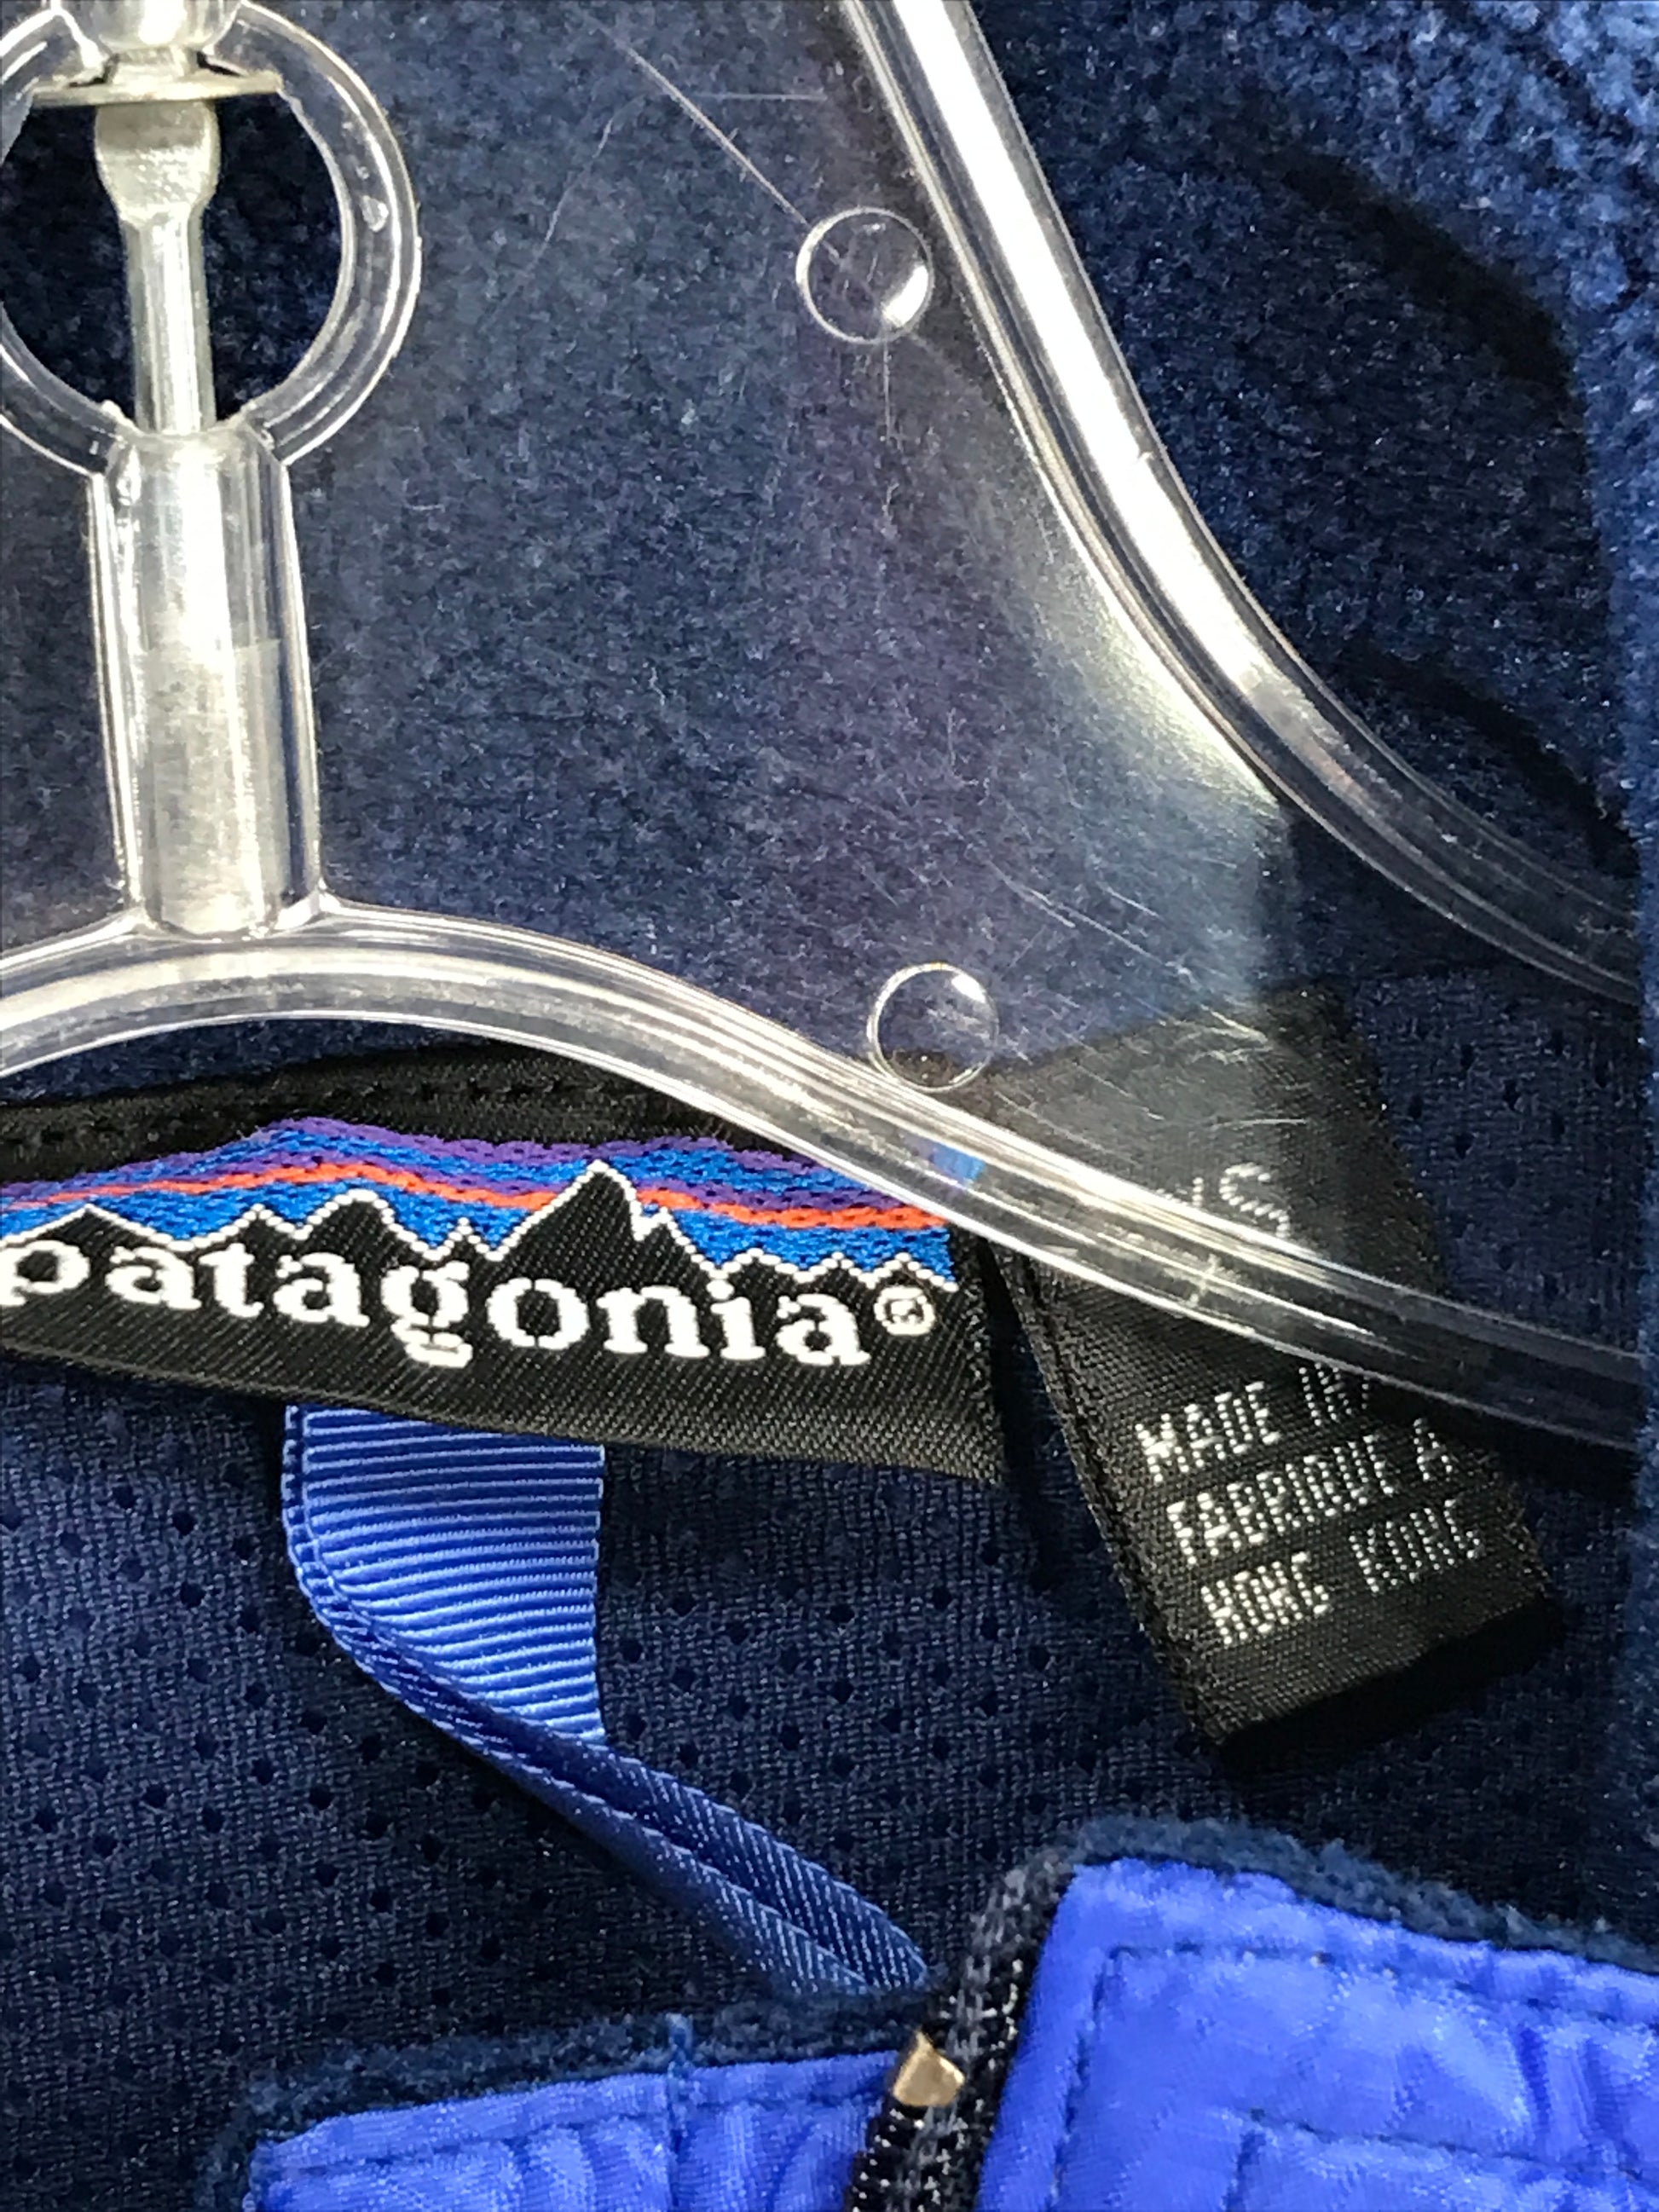 patagonia®
S
MADE IN
FABRIQUE A
HONG KONG